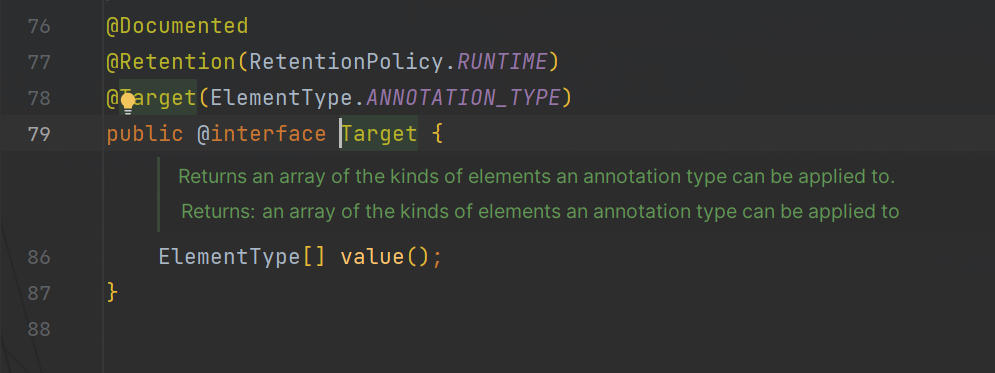 76 @Documented
77 @Retention(RetentionPolicy.RUNTIME)
78 @Target(ElementType.ANNOTATION_TYPE)
79 public @interface Target {
Returns an array of the kinds of elements an annotation type can be applied to.
Returns: an array of the kinds of elements an annotation type can be applied to
86 ElementType[] value();
87 }
88